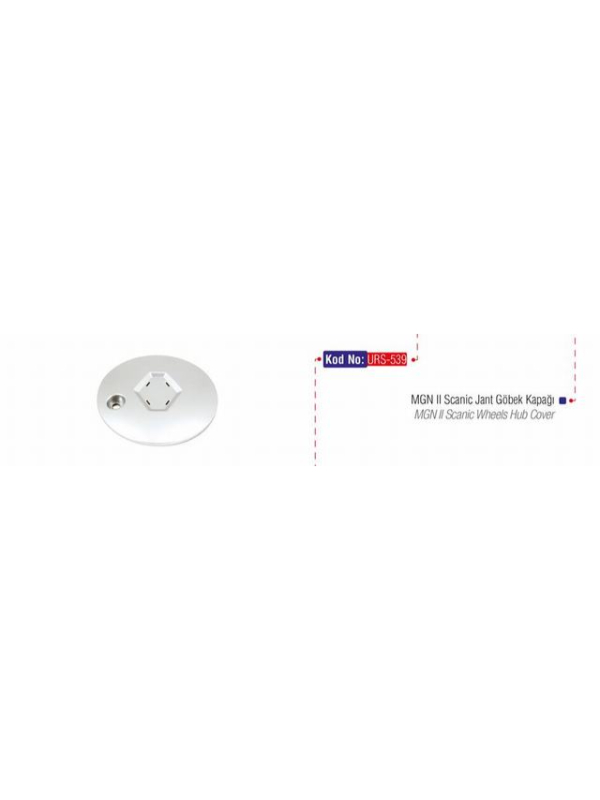 Kod No: URS-539
MGN II Scanic Jant Göbek Kapağı
MGN II Scanic Wheels Hub Cover